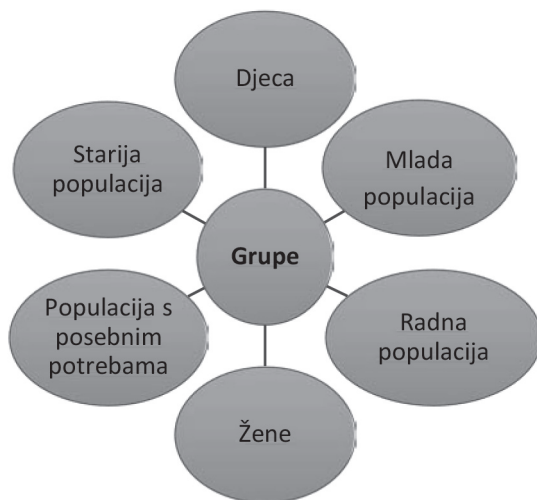 Djeca
Mlada
populacija
Radna
populacija
Žene
Populacija s
posebnim
potrebama
Starija
populacija
Grupe